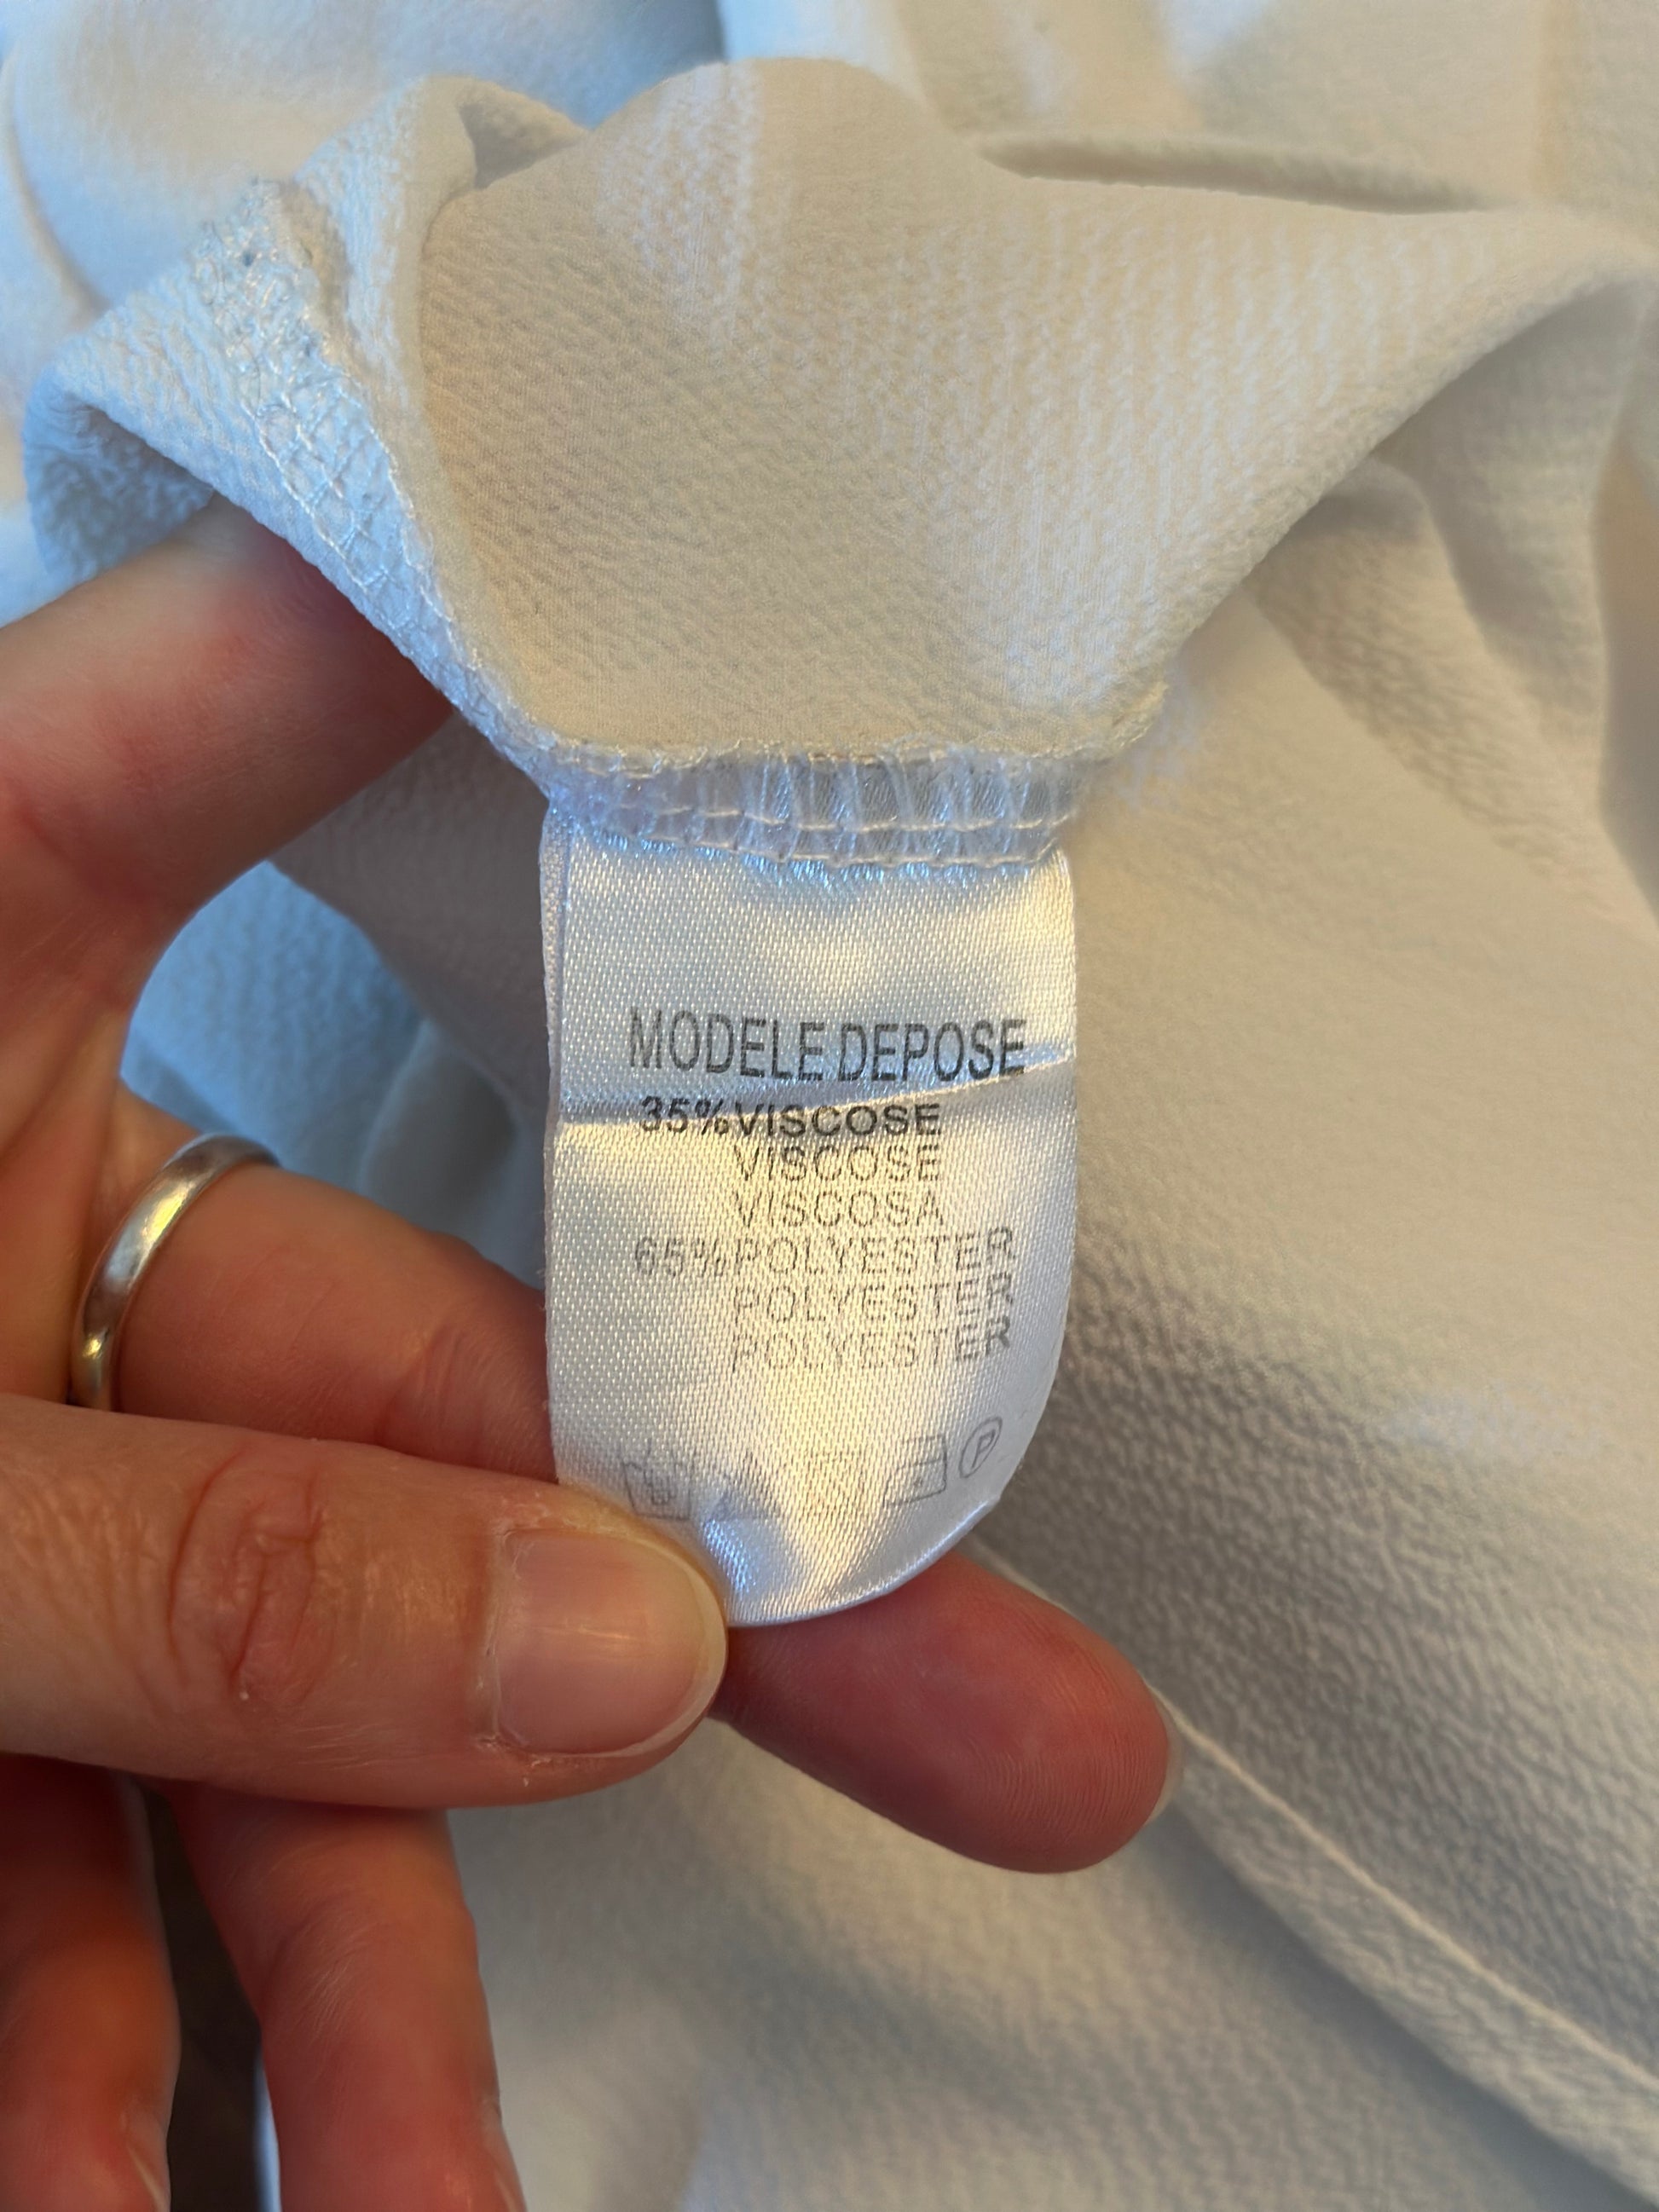 MODELE DEPOSE
35%VISCOSE
VISCOSE
VISCOSA
65%POLYESTER
POLYESTER
POLYESTER
P